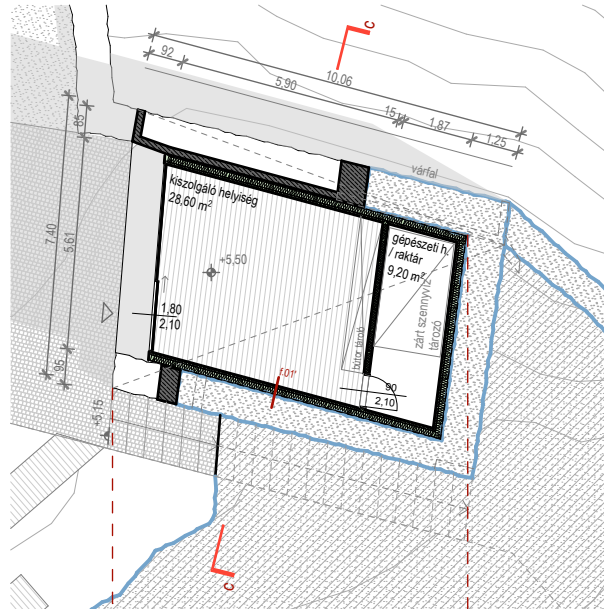 c
92
10,06
5,90
15
1,87
1,25
65
várfal
kiszolgáló helyiség
28,60 m²
gépészeti h.
/ raktár
9,20 m²
+5,50
7,40
5,61
zárt szennyvíz
tározó
1,80
2,10
bútor tároló
f.01'
90
2,10
95
+5,15
c